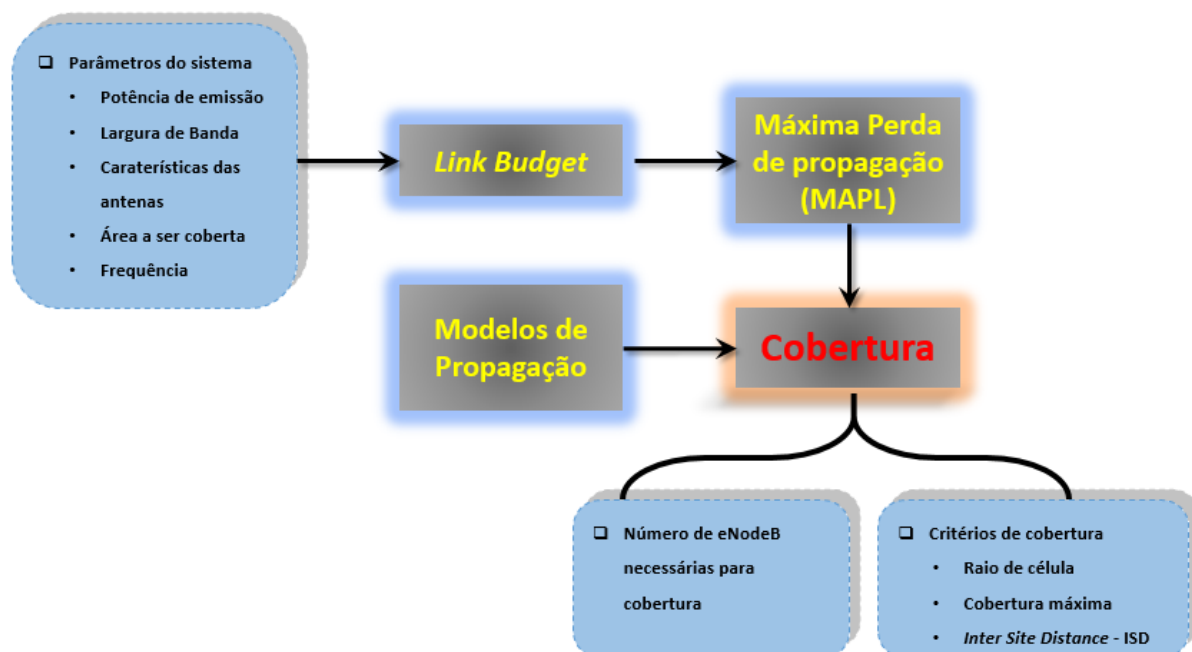 Parâmetros do sistema
Potência de emissão
Largura de Banda
Caraterísticas das
antenas
Área a ser coberta
Frequência
Link Budget
Máxima Perda
de propagação
(MAPL)
Modelos de
Propagação
Cobertura
Número de eNodeB
necessárias para
cobertura
Critérios de cobertura
Raio de célula
Cobertura máxima
Inter Site Distance - ISD